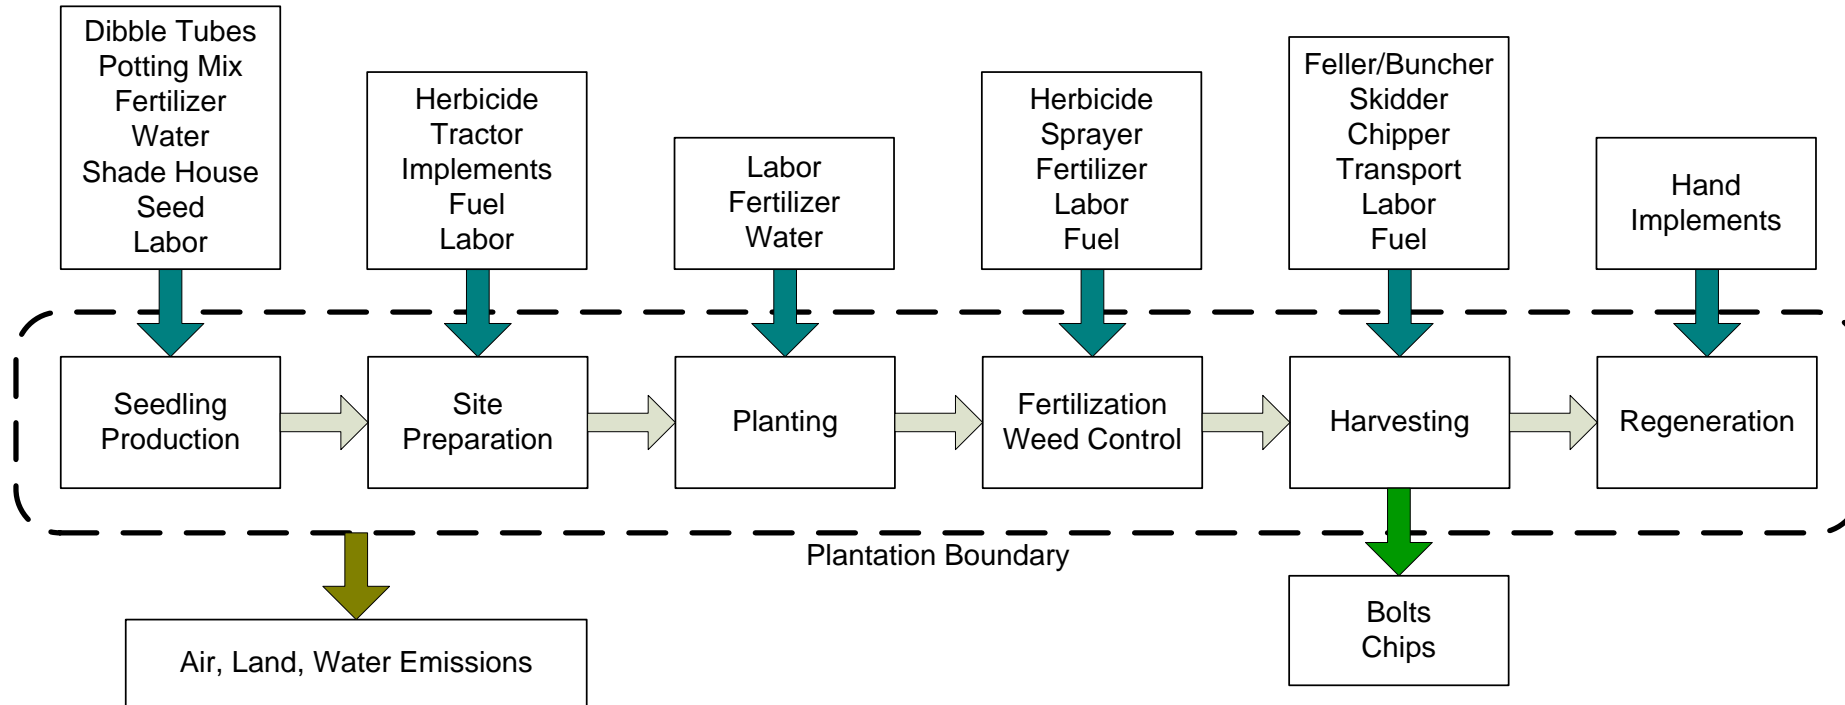 Dibble Tubes
Potting Mix
Fertilizer
Water
Shade House
Seed
Labor
Herbicide
Tractor
Implements
Fuel
Labor
Labor
Fertilizer
Water
Herbicide
Sprayer
Fertilizer
Labor
Fuel
Feller/Buncher
Skidder
Chipper
Transport
Labor
Fuel
Hand
Implements
Seedling
Production
Site
Preparation
Planting
Fertilization
Weed Control
Harvesting
Regeneration
Plantation Boundary
Air, Land, Water Emissions
Bolts
Chips